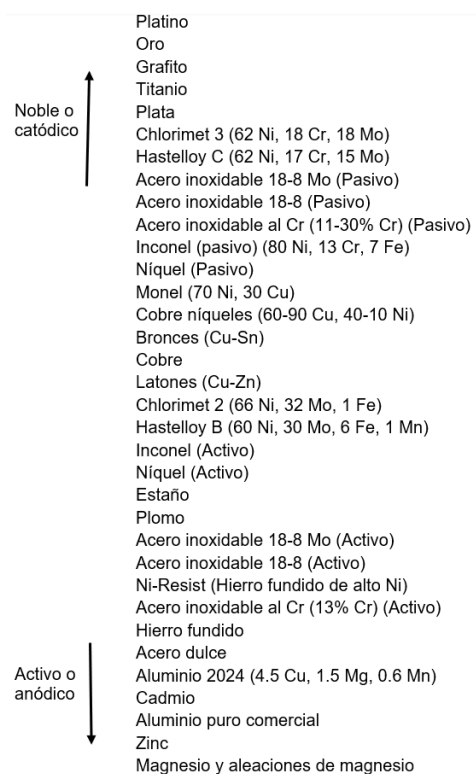 Platino
Oro
Grafito
Titanio
Noble o
catódico
Plata
Chlorimet 3 (62 Ni, 18 Cr, 18 Mo)
Hastelloy C (62 Ni, 17 Cr, 15 Mo)
Acero inoxidable 18-8 Mo (Pasivo)
Acero inoxidable 18-8 (Pasivo)
Acero inoxidable al Cr (11-30% Cr) (Pasivo)
Inconel (pasivo) (80 Ni, 13 Cr, 7 Fe)
Níquel (Pasivo)
Monel (70 Ni, 30 Cu)
Cobre níqueles (60-90 Cu, 40-10 Ni)
Bronces (Cu-Sn)
Cobre
Latones (Cu-Zn)
Chlorimet 2 (66 Ni, 32 Mo, 1 Fe)
Hastelloy B (60 Ni, 30 Mo, 6 Fe, 1 Mn)
Inconel (Activo)
Níquel (Activo)
Estaño
Plomo
Acero inoxidable 18-8 Mo (Activo)
Acero inoxidable 18-8 (Activo)
Ni-Resist (Hierro fundido de alto Ni)
Acero inoxidable al Cr (13% Cr) (Activo)
Hierro fundido
Acero dulce
Activo o
anódico
Aluminio 2024 (4.5 Cu, 1.5 Mg, 0.6 Mn)
Cadmio
Aluminio puro comercial
Zinc
Magnesio y aleaciones de magnesio